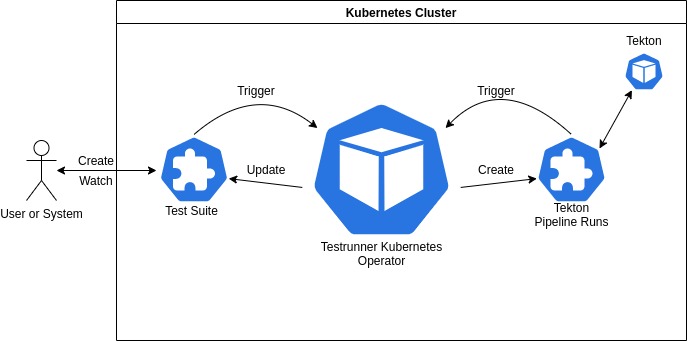 Kubernetes Cluster
Tekton
Trigger
Trigger
Create
Watch
Update
Create
User or System
Test Suite
Testrunner Kubernetes
Operator
Tekton
Pipeline Runs